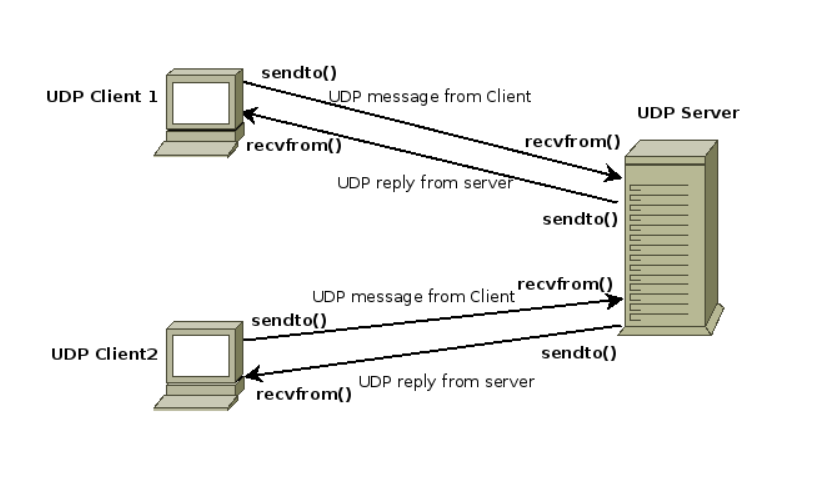 sendto()
UDP Client 1
UDP message from Client
UDP Server
recvfrom()
recvfrom()
UDP reply from server
sendto()
recvfrom()
UDP message from Client
sendto()
UDP Client2
sendto()
UDP reply from server
recvfrom()